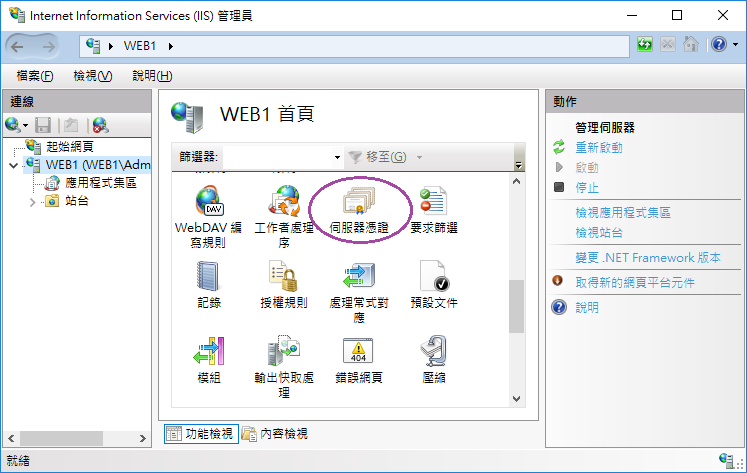 Internet Information Services (IIS) 管理員
WEB1
檔案(F) 檢視(V) 說明(H)
連線
起始網頁
WEB1 (WEB1\Adm
應用程式集區
站台
WEB1 首頁
篩選器:
移至(G)
DAV
WebDAV 編
寫規則
工作者處理
序
伺服器憑證
要求篩選
記錄
授權規則
處理常式對
應
預設文件
模組
輸出快取處
理
404
錯誤網頁
壓縮
功能檢視
內容檢視
動作
管理伺服器
重新啟動
啟動
停止
檢視應用程式集區
檢視站台
變更 .NET Framework 版本
取得新的網頁平台元件
說明
就緒